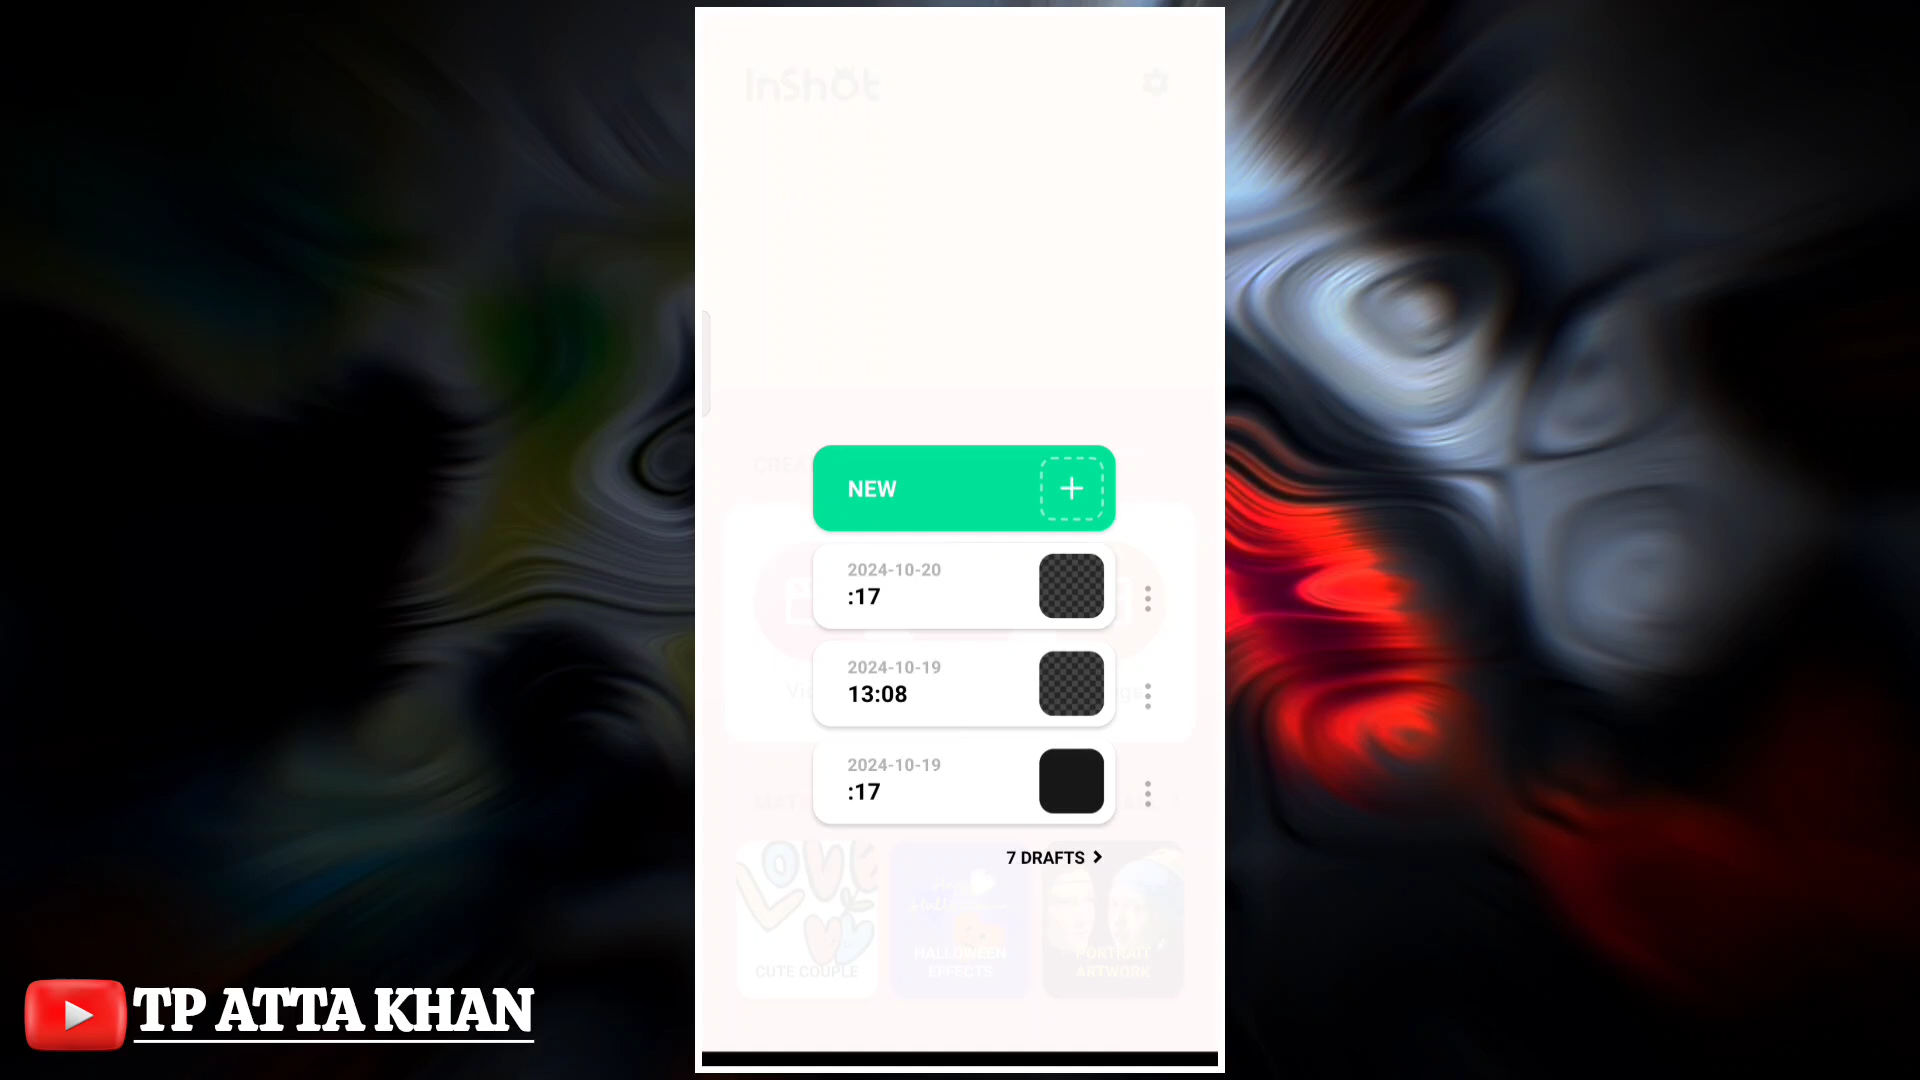 InShOt
NEW
2024-10-20
:17
2024-10-19
13:08
2024-10-19
:17
7 DRAFTS
CUTE COUPLE
HALLOWEEN
EFFECTS
PORTRAIT
ARTWORK
TP ATTA KHAN